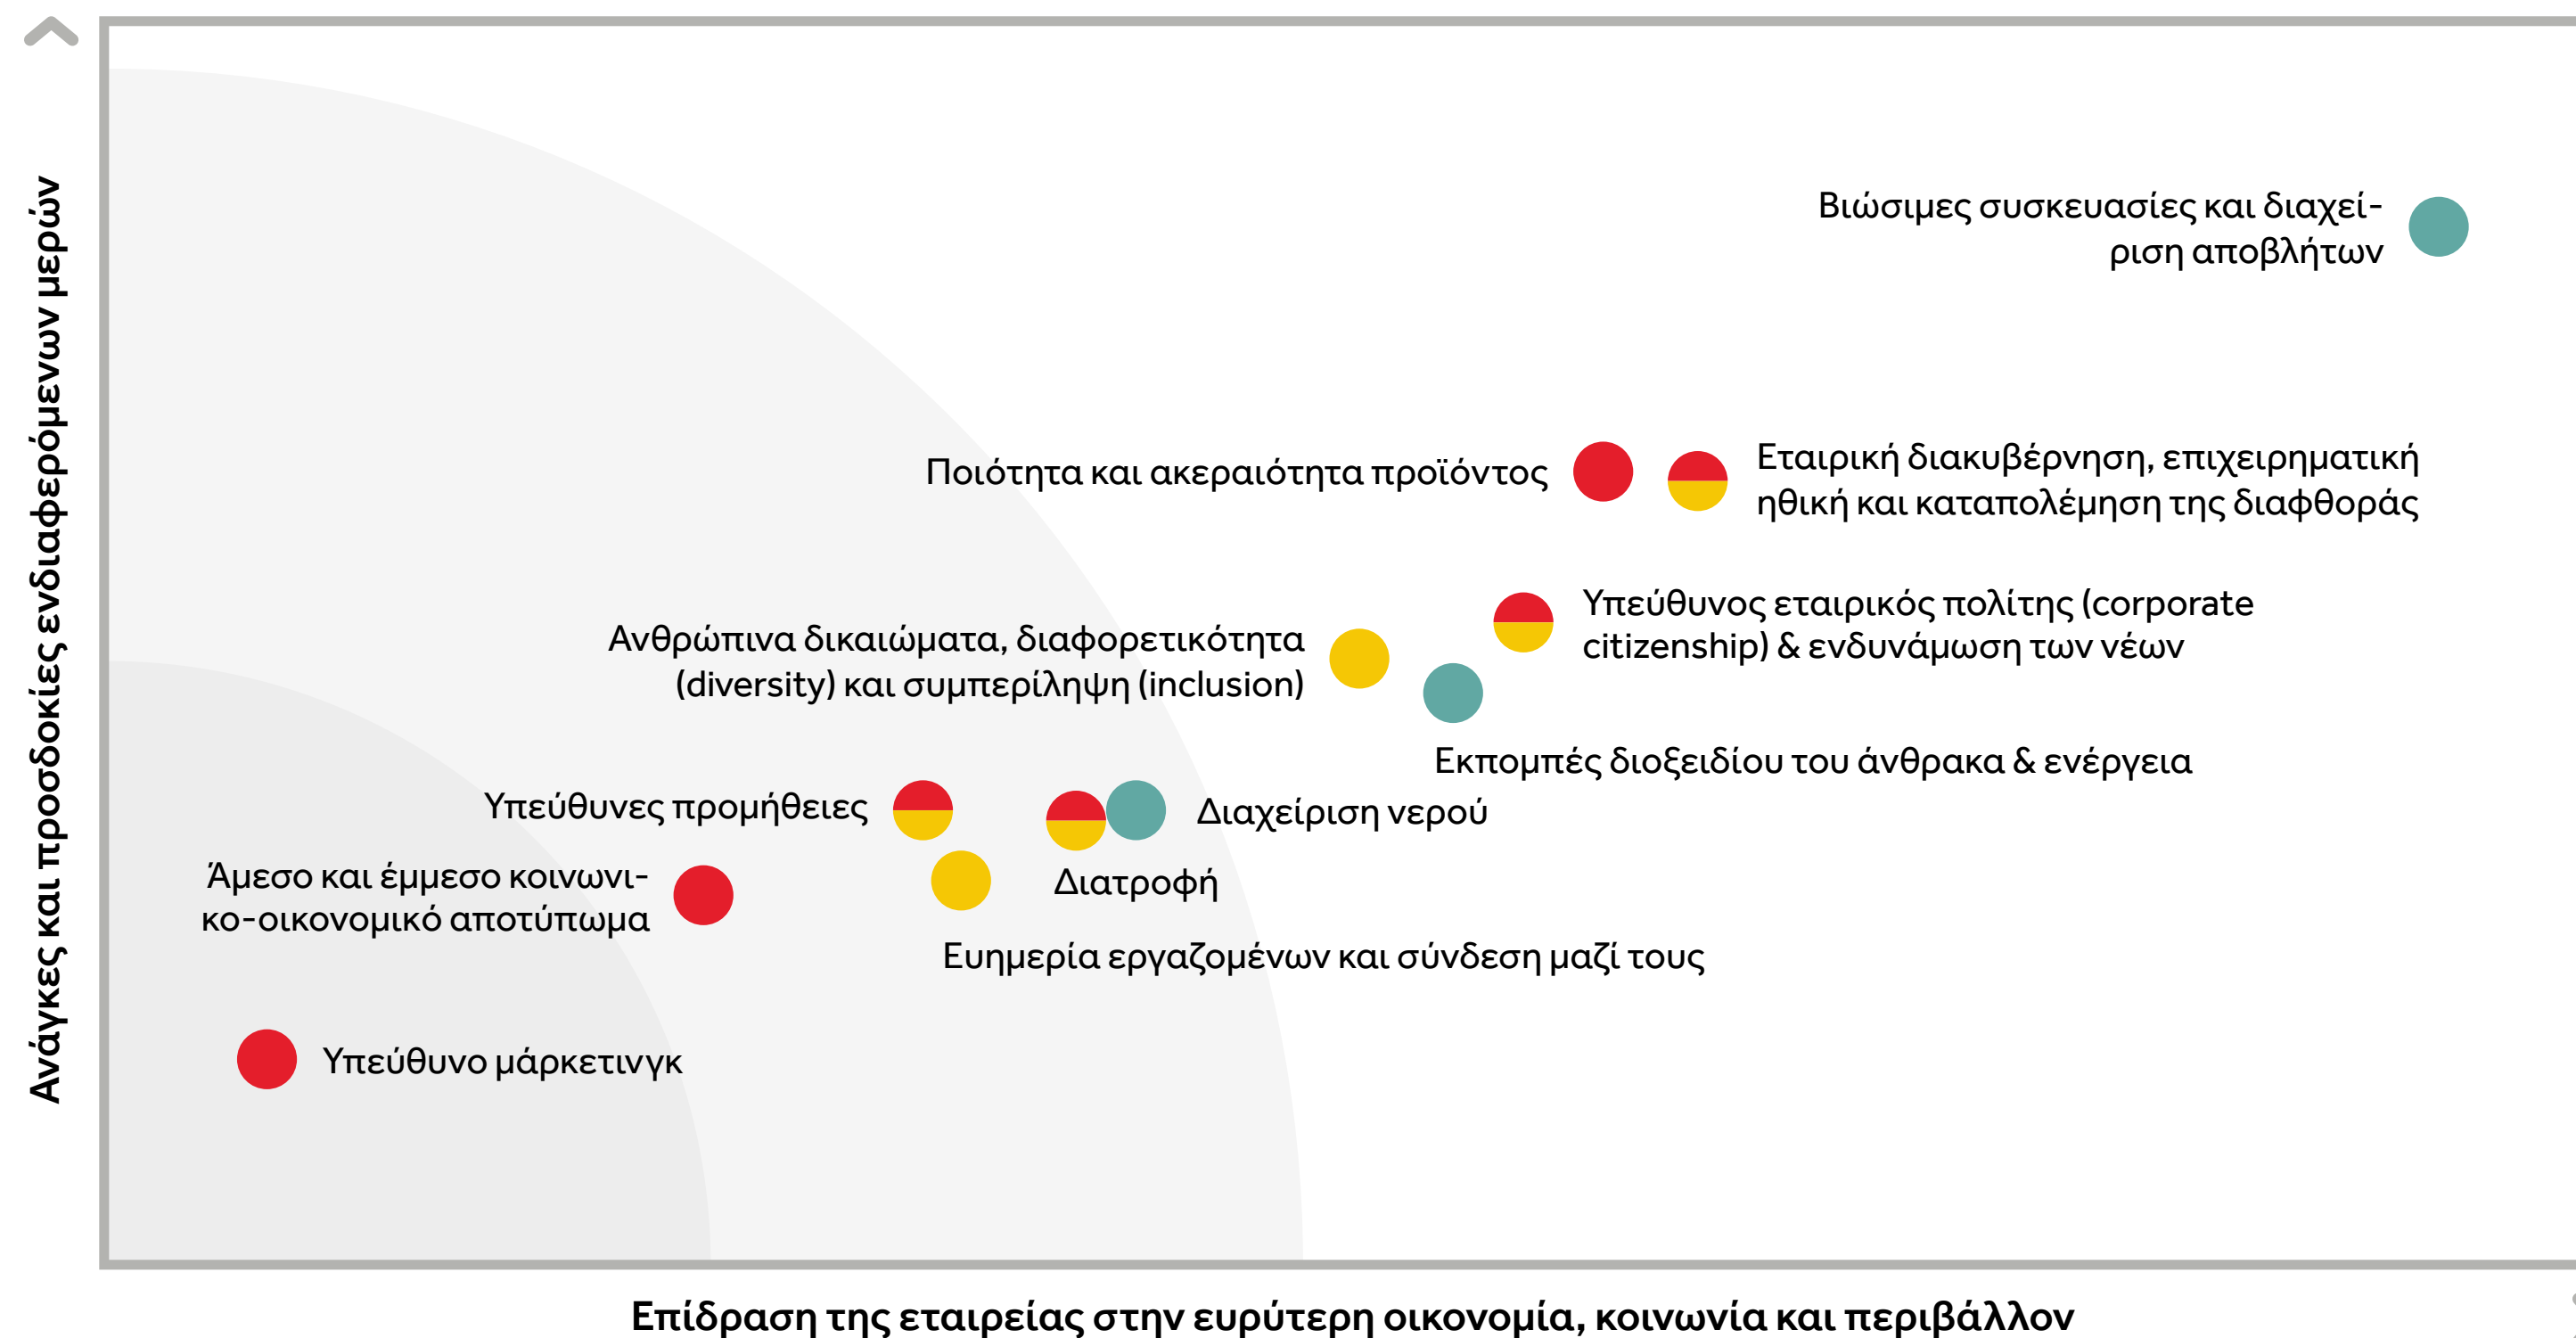 Ανάγκες και προσδοκίες ενδιαφερόμενων μερών
Βιώσιμες συσκευασίες και διαχεί-
ριση αποβλήτων
Ποιότητα και ακεραιότητα προϊόντος
Εταιρική διακυβέρνηση, επιχειρηματική
ηθική και καταπολέμηση της διαφθοράς
Υπεύθυνος εταιρικός πολίτης (corporate
citizenship) & ενδυνάμωση των νέων
Ανθρώπινα δικαιώματα, διαφορετικότητα
(diversity) και συμπερίληψη (inclusion)
Εκπομπές διοξειδίου του άνθρακα & ενέργεια
Υπεύθυνες προμήθειες
Διαχείριση νερού
Άμεσο και έμμεσο κοινωνι-
κο-οικονομικό αποτύπωμα
Διατροφή
Ευημερία εργαζομένων και σύνδεση μαζί τους
Υπεύθυνο μάρκετινγκ
Επίδραση της εταιρείας στην ευρύτερη οικονομία, κοινωνία και περιβάλλον